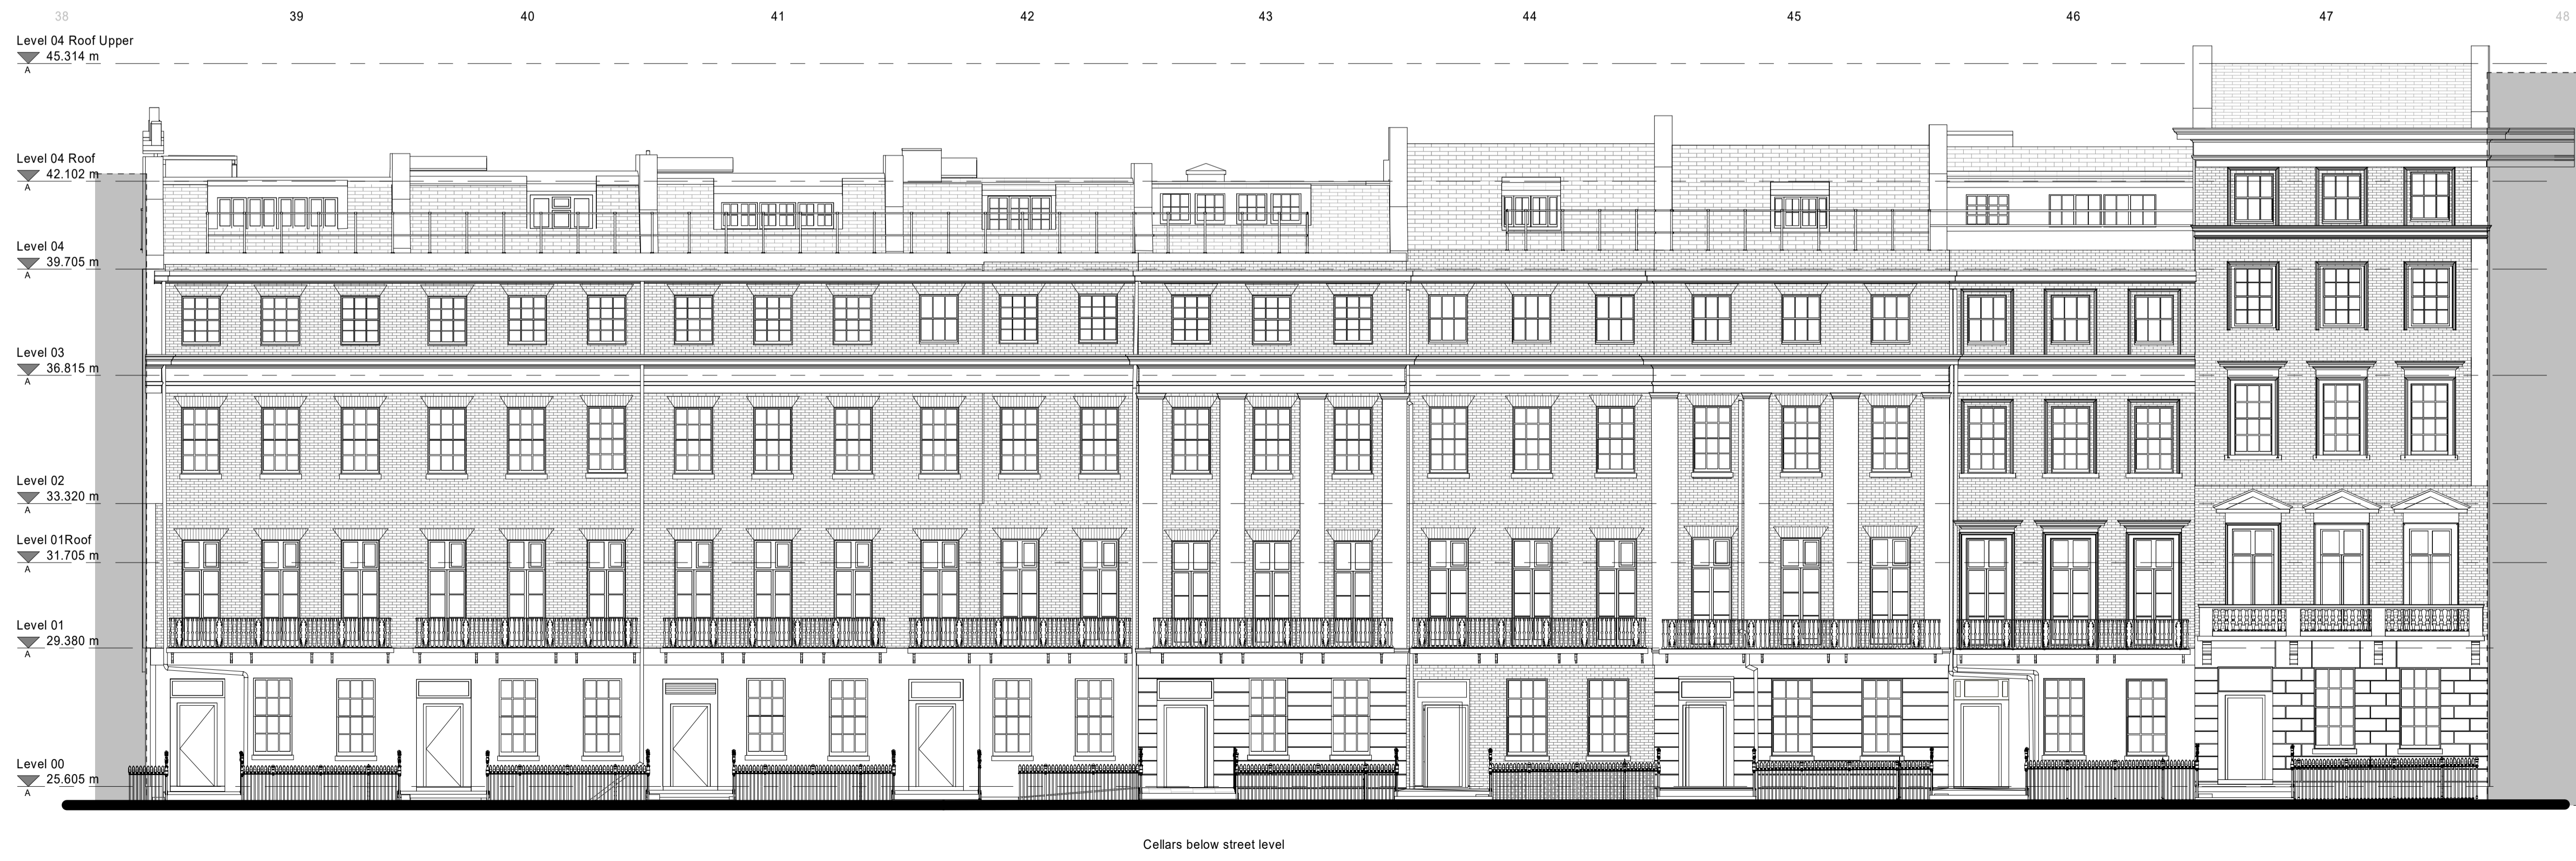 38 39 40 41 42 43 44 45 46 47 48
Level 04 Roof Upper
45.314 m
A
Level 04 Roof
42.102 m
A
Level 04
39.705 m
A
Level 03
36.815 m
A
Level 02
33.320 m
A
Level 01Roof
31.705 m
A
Level 01
29.380 m
A
Level 00
25.605 m
A
Cellars below street level